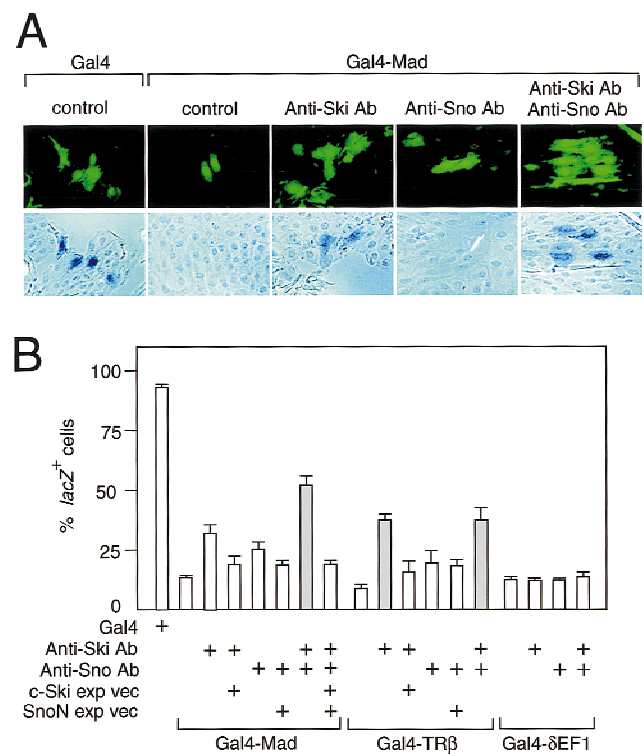 A
Gal4 Gal4-Mad
control control Anti-Ski Ab Anti-Sno Ab Anti-Ski Ab
Anti-Sno Ab
B
% lacZ+ cells
100
75
50
25
0
Gal4 +
Anti-Ski Ab + + + + + + +
Anti-Sno Ab + + + + + + + + +
c-Ski exp vec + + +
SnoN exp vec + + +
Gal4-Mad Gal4-TRβ Gal4-δEF1